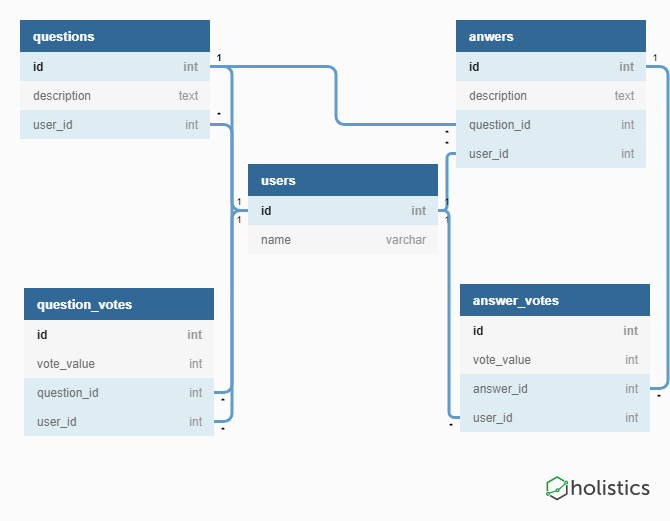 questions
id int
description text
user_id int
anwers
id int
description text
question_id int
user_id int
users
id int
name varchar
question_votes
id int
vote_value int
question_id int
user_id int
answer_votes
id int
vote_value int
answer_id int
user_id int
1
*
1
1
*
*
1
1
1
*
*
*
*
holistics